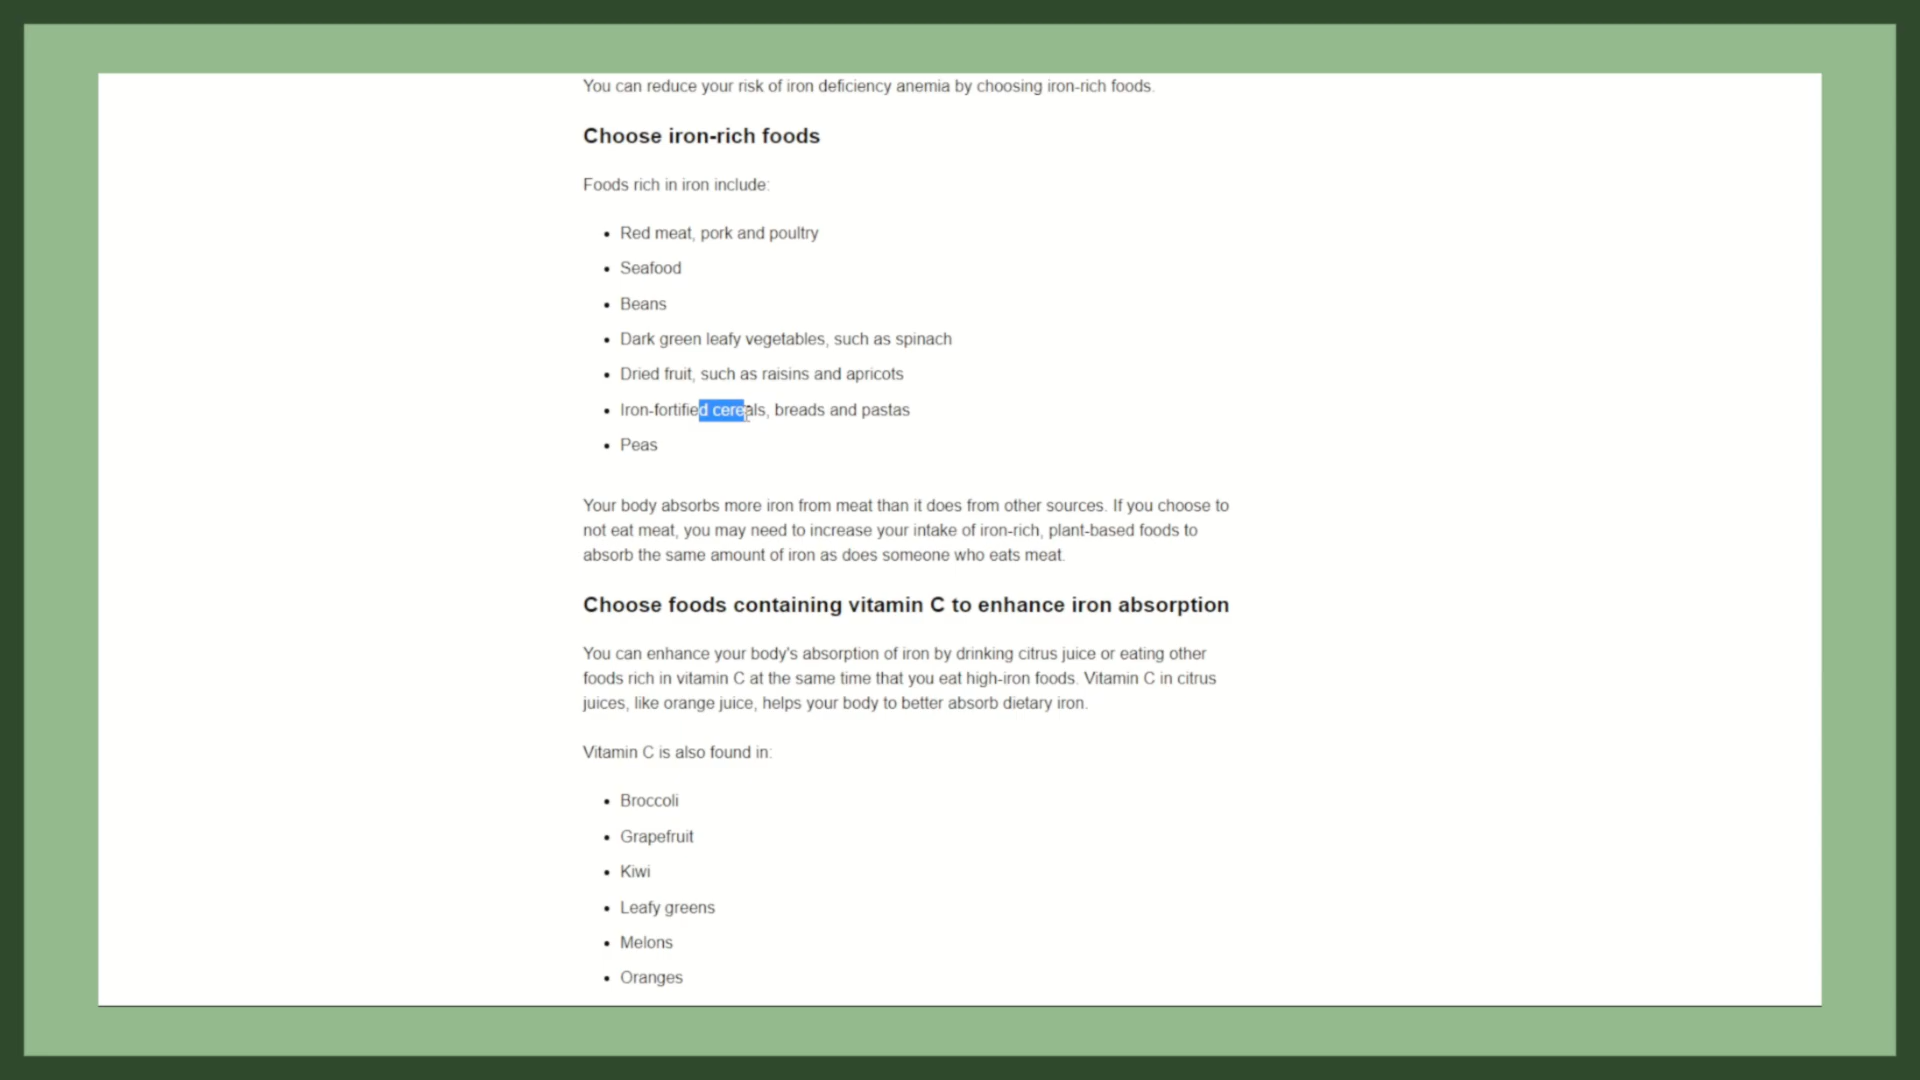 You can reduce your risk of iron deficiency anemia by choosing iron-rich foods.
Choose iron-rich foods
Foods rich in iron include:
Red meat, pork and poultry
Seafood
Beans
Dark green leafy vegetables, such as spinach
Dried fruit, such as raisins and apricots
Iron-fortified cereals, breads and pastas
Peas
Your body absorbs more iron from meat than it does from other sources. If you choose to
not eat meat, you may need to increase your intake of iron-rich, plant-based foods to
absorb the same amount of iron as does someone who eats meat.
Choose foods containing vitamin C to enhance iron absorption
You can enhance your body's absorption of iron by drinking citrus juice or eating other
foods rich in vitamin C at the same time that you eat high-iron foods. Vitamin C in citrus
juices, like orange juice, helps your body to better absorb dietary iron.
Vitamin C is also found in:
Broccoli
Grapefruit
Kiwi
Leafy greens
Melons
Oranges